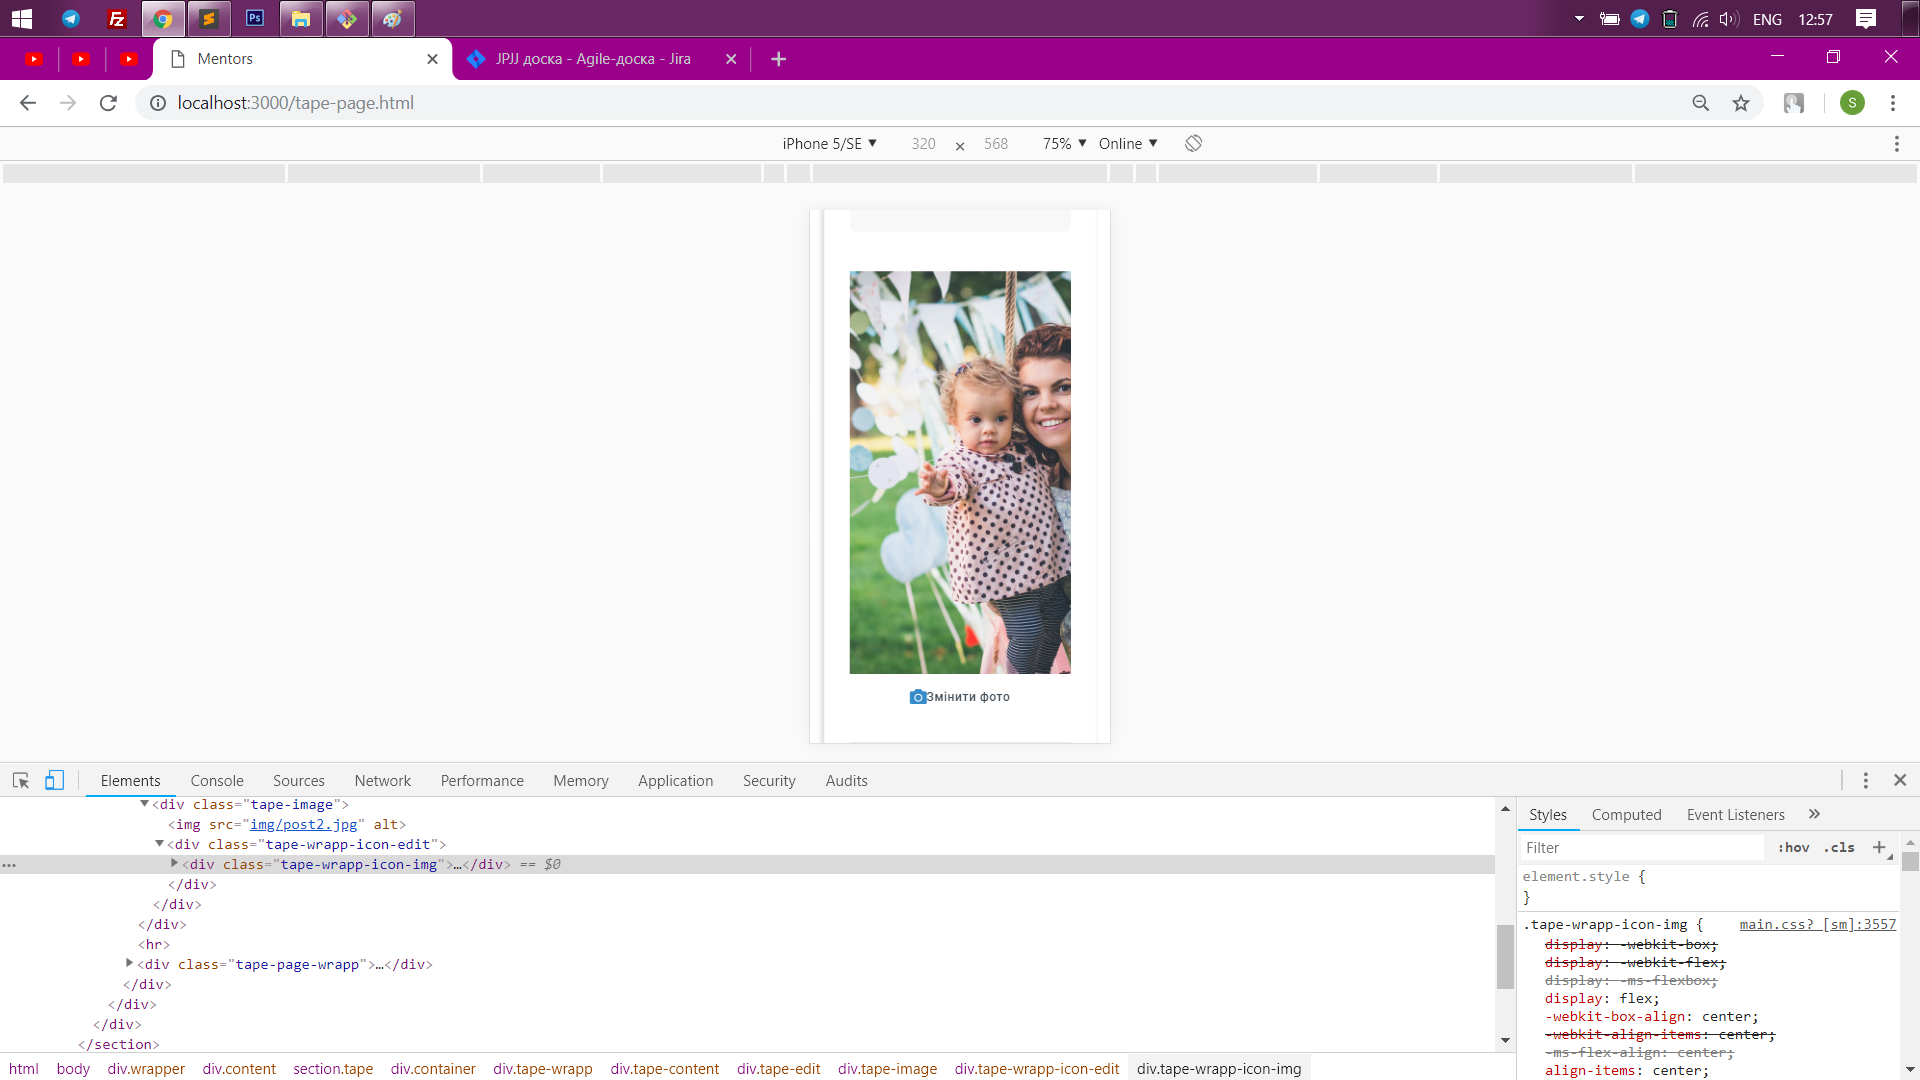 ENG 12:57
Mentors
JPJJ доска - Agile-доска - Jira
localhost:3000/tape-page.html
S
iPhone 5/SE ▼ 320 × 568 75% ▼ Online ▼
Змінити фото
Elements Console Sources Network Performance Memory Application Security Audits
▼<div class="tape-image">
<img src="img/post2.jpg" alt>
▼<div class="tape-wrapp-icon-edit">
... ▶<div class="tape-wrapp-icon-img">…</div> == $0
</div>
</div>
</div>
<hr>
▶<div class="tape-page-wrapp">…</div>
</div>
</div>
</div>
</section>
html body div.wrapper div.content section.tape div.container div.tape-wrapp div.tape-content div.tape-edit div.tape-image div.tape-wrapp-icon-edit div.tape-wrapp-icon-img
Styles Computed Event Listeners »
Filter :hov .cls +
element.style {
}
.tape-wrapp-icon-img { main.css? [sm]:3557
display: -webkit-box;
display: -webkit-flex;
display: -ms-flexbox;
display: flex;
-webkit-box-align: center;
-webkit-align-items: center;
-ms-flex-align: center;
align-items: center;